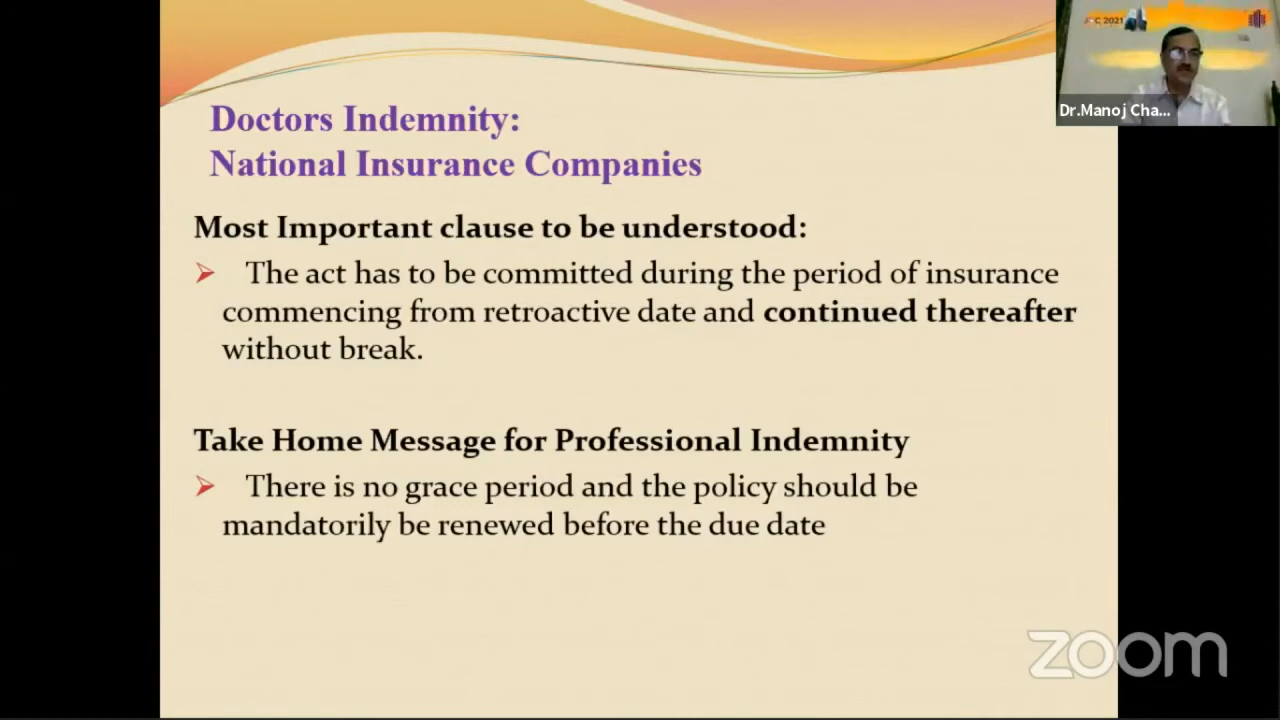 Doctors Indemnity:
National Insurance Companies
Most Important clause to be understood:
The act has to be committed during the period of insurance
commencing from retroactive date and continued thereafter
without break.
Take Home Message for Professional Indemnity
There is no grace period and the policy should be
mandatorily be renewed before the due date
2021
Dr.Manoj Cha...
zoom